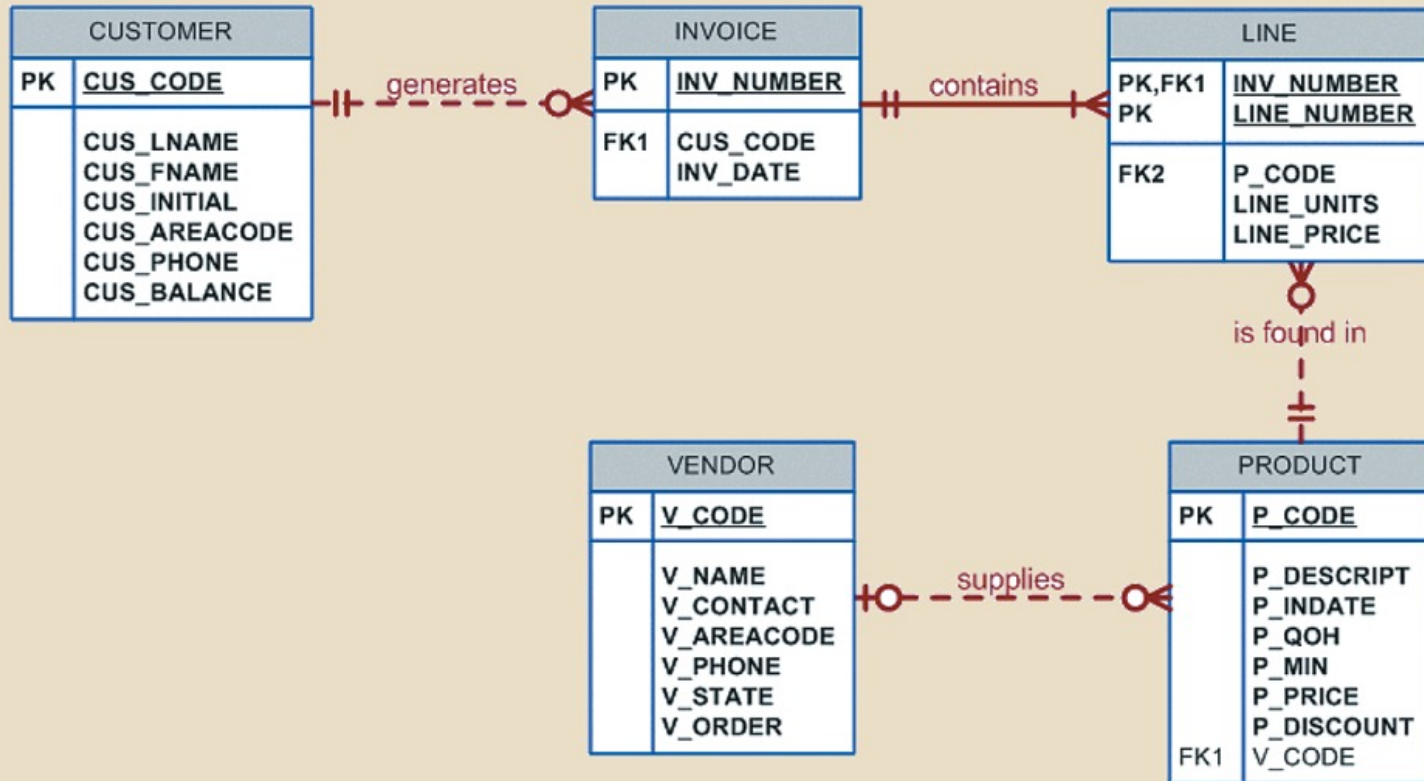 CUSTOMER
PK CUS_CODE
CUS_LNAME
CUS_FNAME
CUS_INITIAL
CUS_AREACODE
CUS_PHONE
CUS_BALANCE
generates
INVOICE
PK INV_NUMBER
FK1 CUS_CODE
INV_DATE
contains
LINE
PK,FK1 INV_NUMBER
PK LINE_NUMBER
FK2 P_CODE
LINE_UNITS
LINE_PRICE
is found in
VENDOR
PK V_CODE
V_NAME
V_CONTACT
V_AREACODE
V_PHONE
V_STATE
V_ORDER
supplies
PRODUCT
PK P_CODE
P_DESCRIPT
P_INDATE
P_QOH
P_MIN
P_PRICE
P_DISCOUNT
FK1 V_CODE